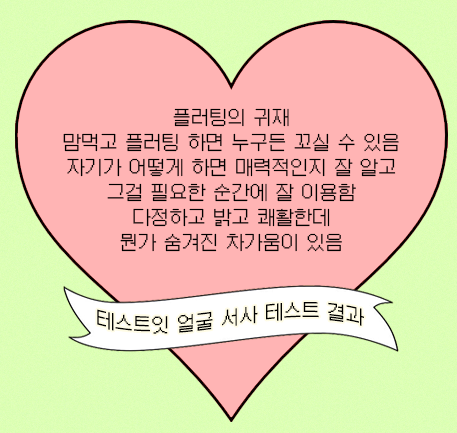 플러팅의 귀재
맘먹고 플러팅 하면 누구든 꼬실 수 있음
자기가 어떻게 하면 매력적인지 잘 알고
그걸 필요한 순간에 잘 이용함
다정하고 밝고 쾌활한데
뭔가 숨겨진 차가움이 있음
테스트잇 얼굴 서사 테스트 결과